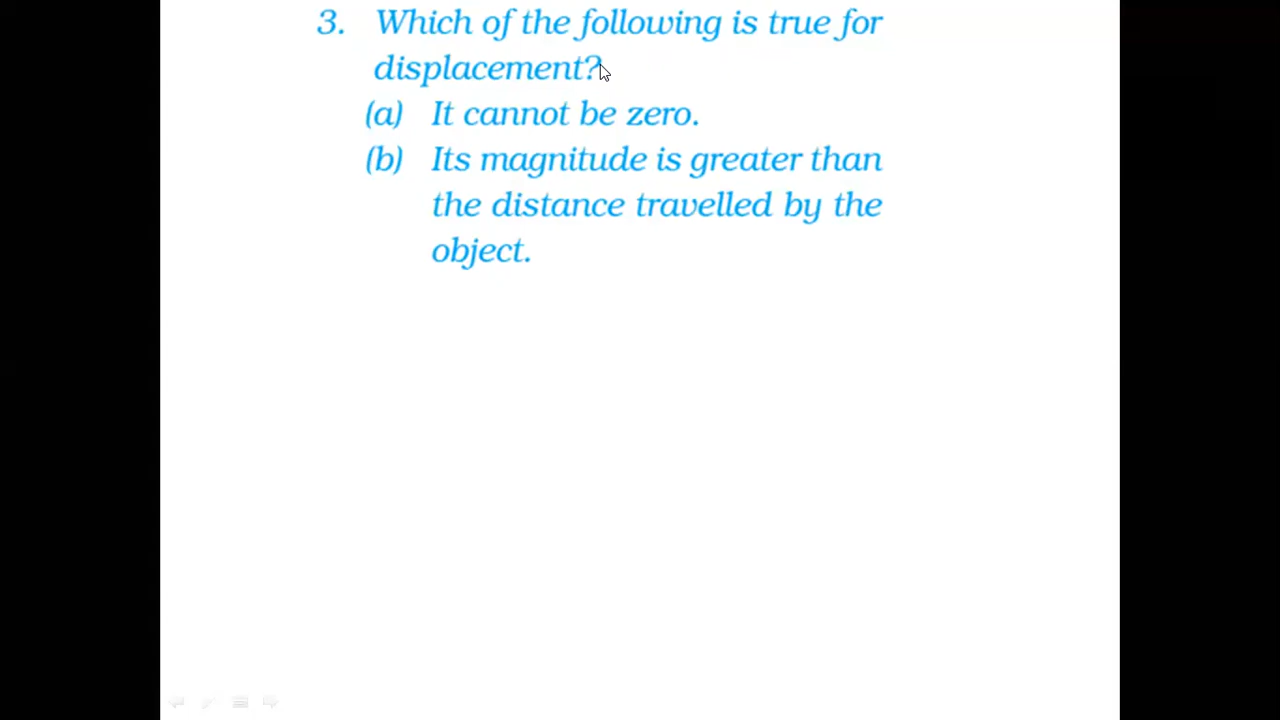 3. Which of the following is true for
displacement?
(a) It cannot be zero.
(b) Its magnitude is greater than
the distance travelled by the
object.